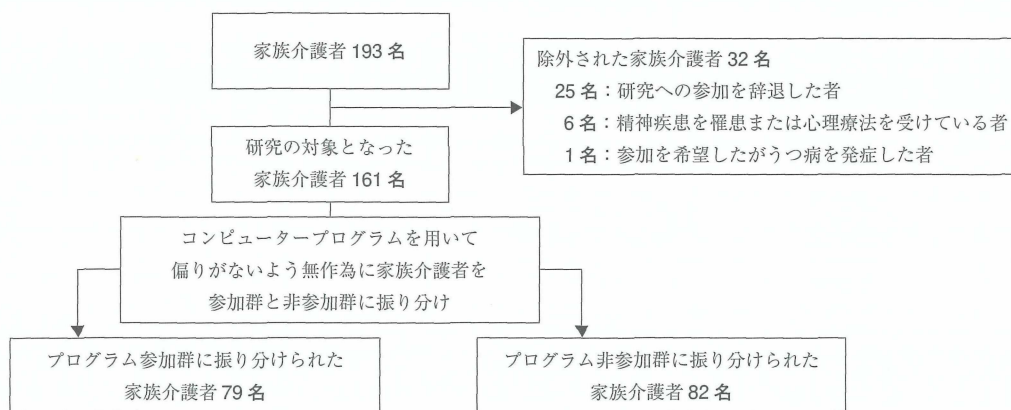 家族介護者 193 名
除外された家族介護者 32 名
25 名：研究への参加を辞退した者
6 名：精神疾患を罹患または心理療法を受けている者
1 名：参加を希望したがうつ病を発症した者
研究の対象となった
家族介護者 161 名
コンピュータープログラムを用いて
偏りがないよう無作為に家族介護者を
参加群と非参加群に振り分け
プログラム参加群に振り分けられた
家族介護者 79 名
プログラム非参加群に振り分けられた
家族介護者 82 名